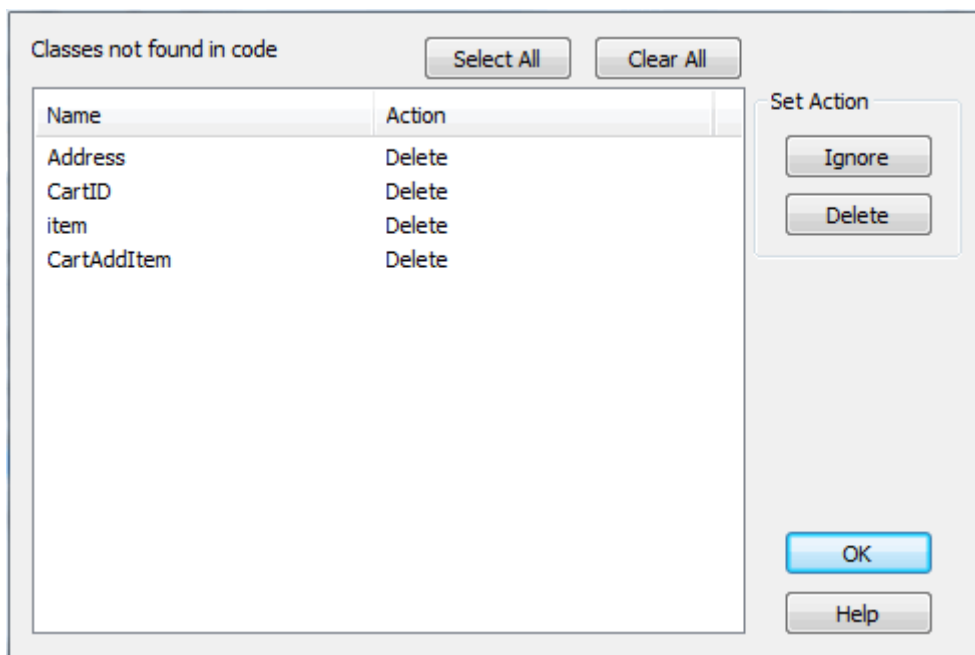 Classes not found in code
Select All
Clear All
Name Action
Address Delete
CartID Delete
item Delete
CartAddItem Delete
Set Action
Ignore
Delete
OK
Help